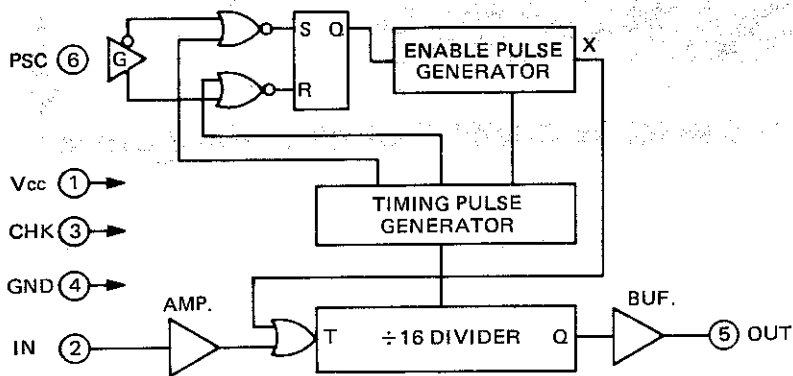 PSC 6
G
S Q
R
ENABLE PULSE
GENERATOR
X
Vcc 1
CHK 3
GND 4
TIMING PULSE
GENERATOR
AMP.
IN 2
T ÷16 DIVIDER Q
BUF.
5 OUT